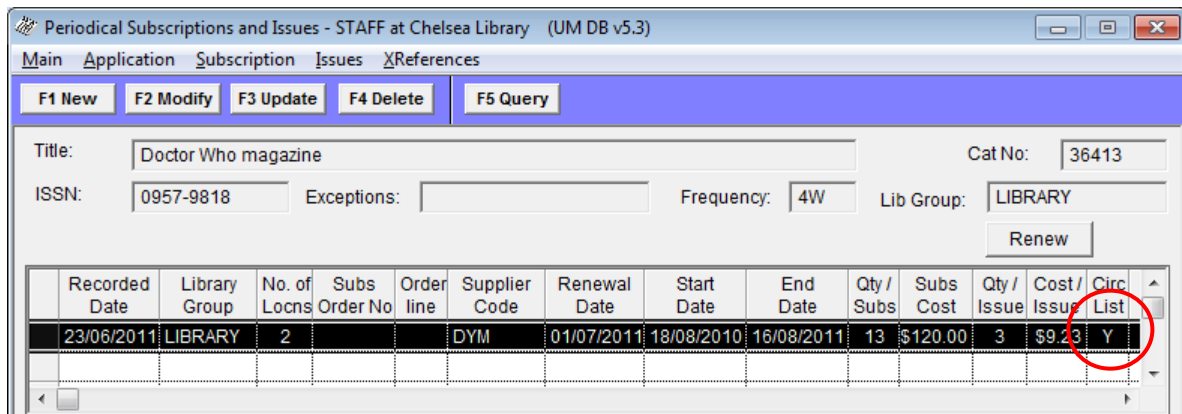 Periodical Subscriptions and Issues - STAFF at Chelsea Library (UM DB v5.3)
Main Application Subscription Issues XReferences
F1 New F2 Modify F3 Update F4 Delete F5 Query
Title: Doctor Who magazine Cat No: 36413
ISSN: 0957-9818 Exceptions: Frequency: 4W Lib Group: LIBRARY
Renew
Recorded Library No. of Subs Order Supplier Renewal Start End Qty / Subs Qty / Cost / Circ
Date Group Locns Order No line Code Date Date Date Subs Cost Issue Issue List
23/06/2011 LIBRARY 2 DYM 01/07/2011 18/08/2010 16/08/2011 13 $120.00 3 $9.23 Y